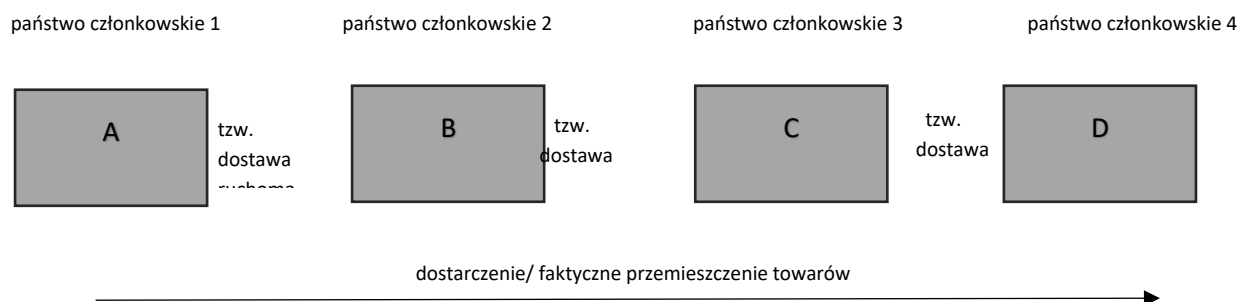 państwo członkowskie 1 państwo członkowskie 2 państwo członkowskie 3 państwo członkowskie 4
A
tzw.
dostawa
B
tzw.
dostawa
C
tzw.
dostawa
D
dostarczenie/ faktyczne przemieszczenie towarów